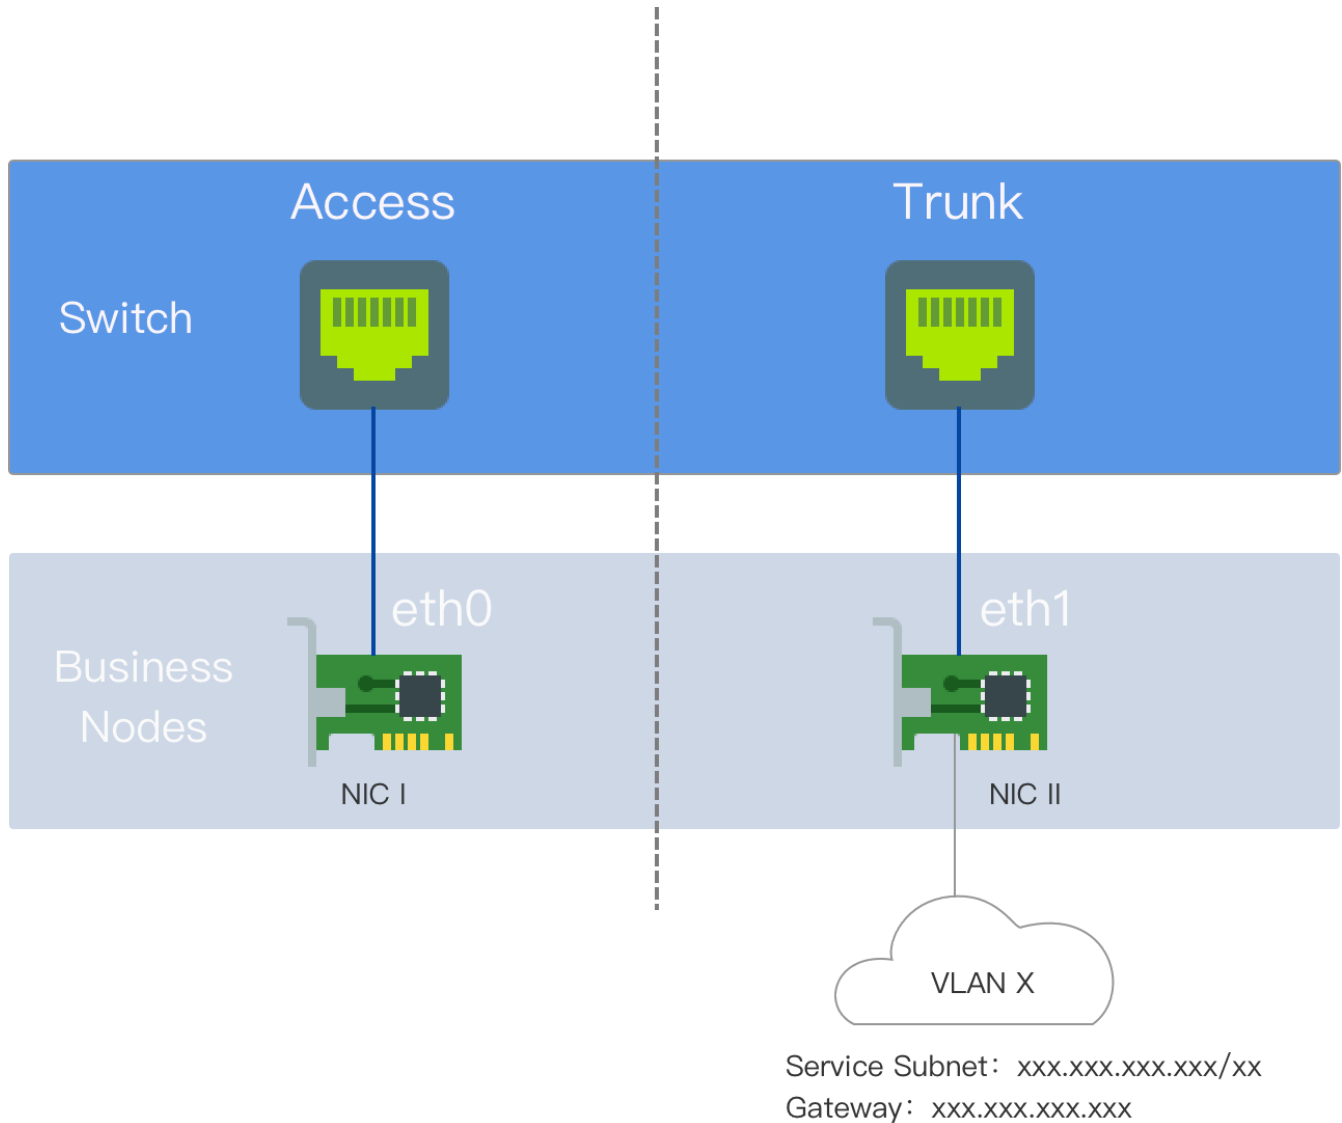 Access
Trunk
Switch
eth0
eth1
Business
Nodes
NIC I
NIC II
VLAN X
Service Subnet： xxx.xxx.xxx.xxx/xx
Gateway： xxx.xxx.xxx.xxx